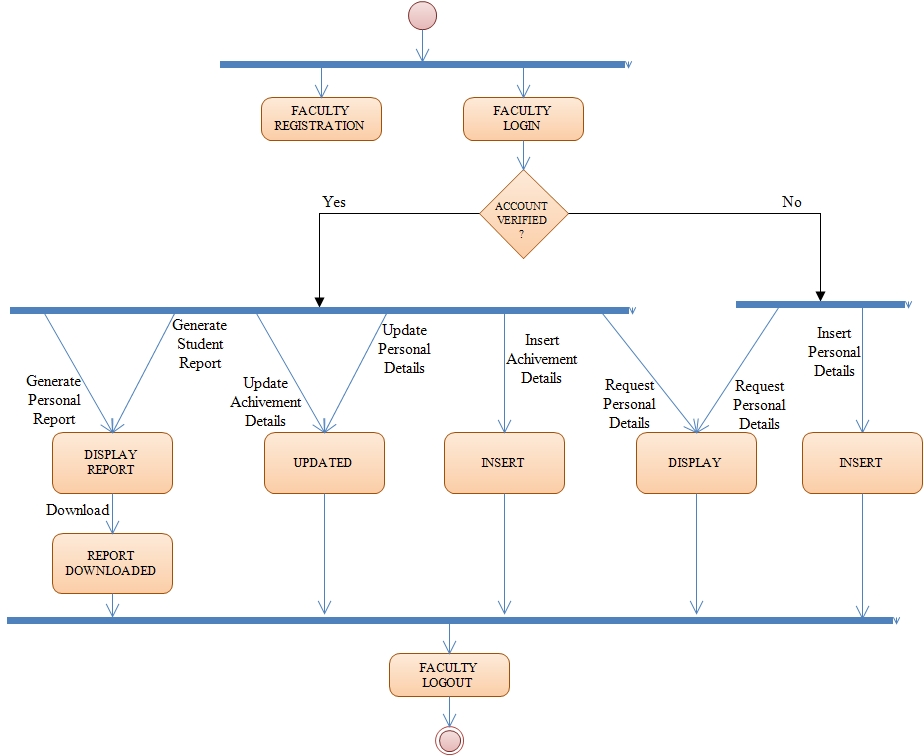 FACULTY
REGISTRATION
FACULTY
LOGIN
ACCOUNT
VERIFIED
?
Yes
No
Generate
Student
Report
Update
Personal
Details
Insert
Achivement
Details
Insert
Personal
Details
Generate
Personal
Report
Update
Achivement
Details
Request
Personal
Details
Request
Personal
Details
DISPLAY
REPORT
UPDATED
INSERT
DISPLAY
INSERT
Download
REPORT
DOWNLOADED
FACULTY
LOGOUT